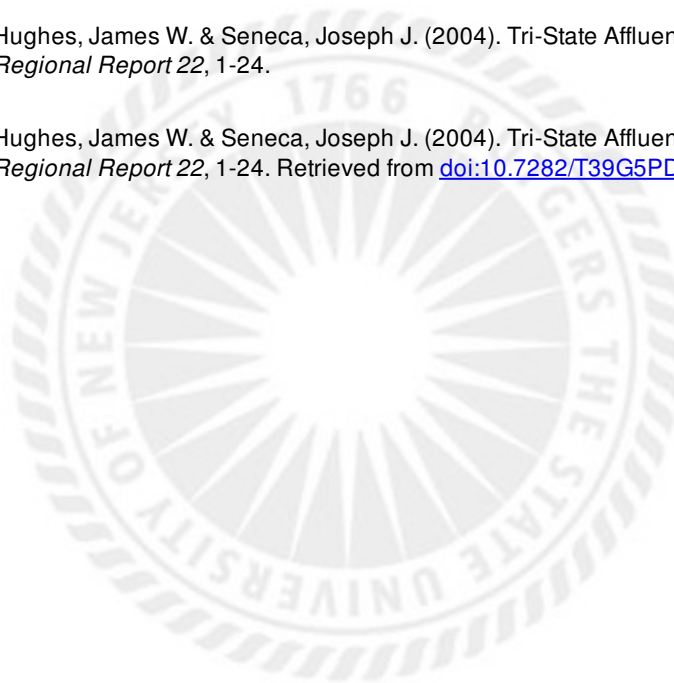 Hughes, James W. & Seneca, Joseph J. (2004). Tri-State Affluen
Regional Report 22, 1-24.
Hughes, James W. & Seneca, Joseph J. (2004). Tri-State Affluen
Regional Report 22, 1-24. Retrieved from doi:10.7282/T39G5PD
1766
RUTGERS THE STATE UNIVERSITY OF NEW JERSEY